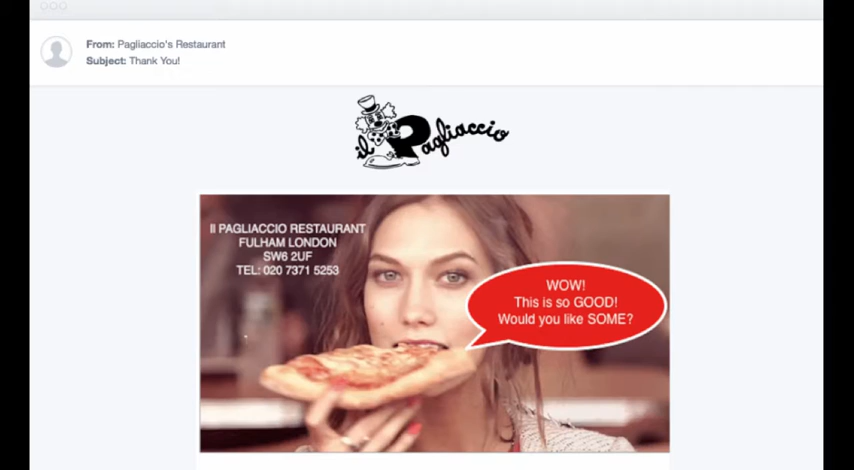 From: Pagliaccio's Restaurant
Subject: Thank You!
il Pagliaccio
Il PAGLIACCIO RESTAURANT
FULHAM LONDON
SW6 2UF
TEL: 020 7371 5253
WOW!
This is so GOOD!
Would you like SOME?